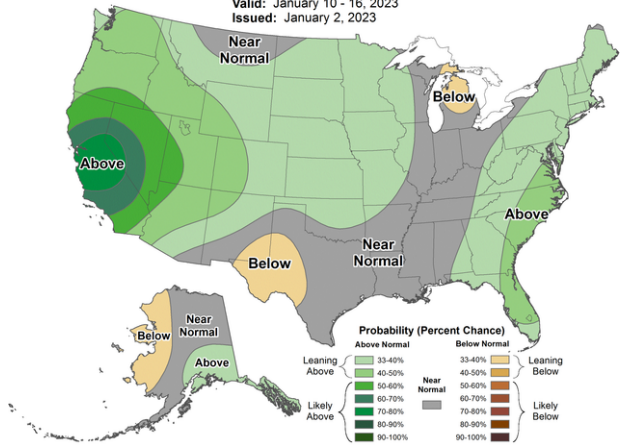 Valid: January 10 - 16, 2023
Issued: January 2, 2023
Near
Normal
Below
Above
Above
Below
Near
Normal
Below
Near
Normal
Above
Probability (Percent Chance)
Above Normal
Below Normal
Leaning
Above
33-40%
40-50%
Likely
Above
50-60%
60-70%
70-80%
80-90%
90-100%
Near
Normal
33-40%
40-50%
Leaning
Below
50-60%
60-70%
70-80%
80-90%
90-100%
Likely
Below